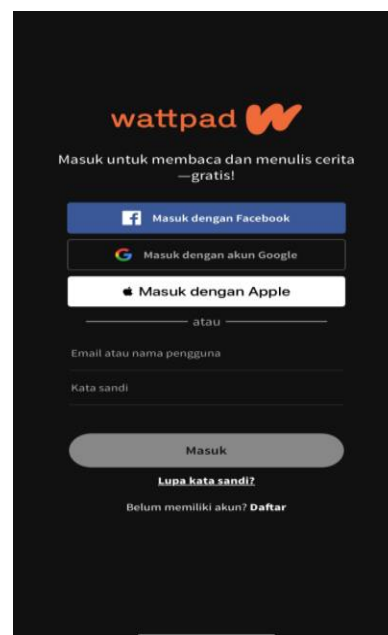 wattpad
Masuk untuk membaca dan menulis cerita
—gratis!
Masuk dengan Facebook
Masuk dengan akun Google
Masuk dengan Apple
atau
Email atau nama pengguna
Kata sandi
Masuk
Lupa kata sandi?
Belum memiliki akun? Daftar